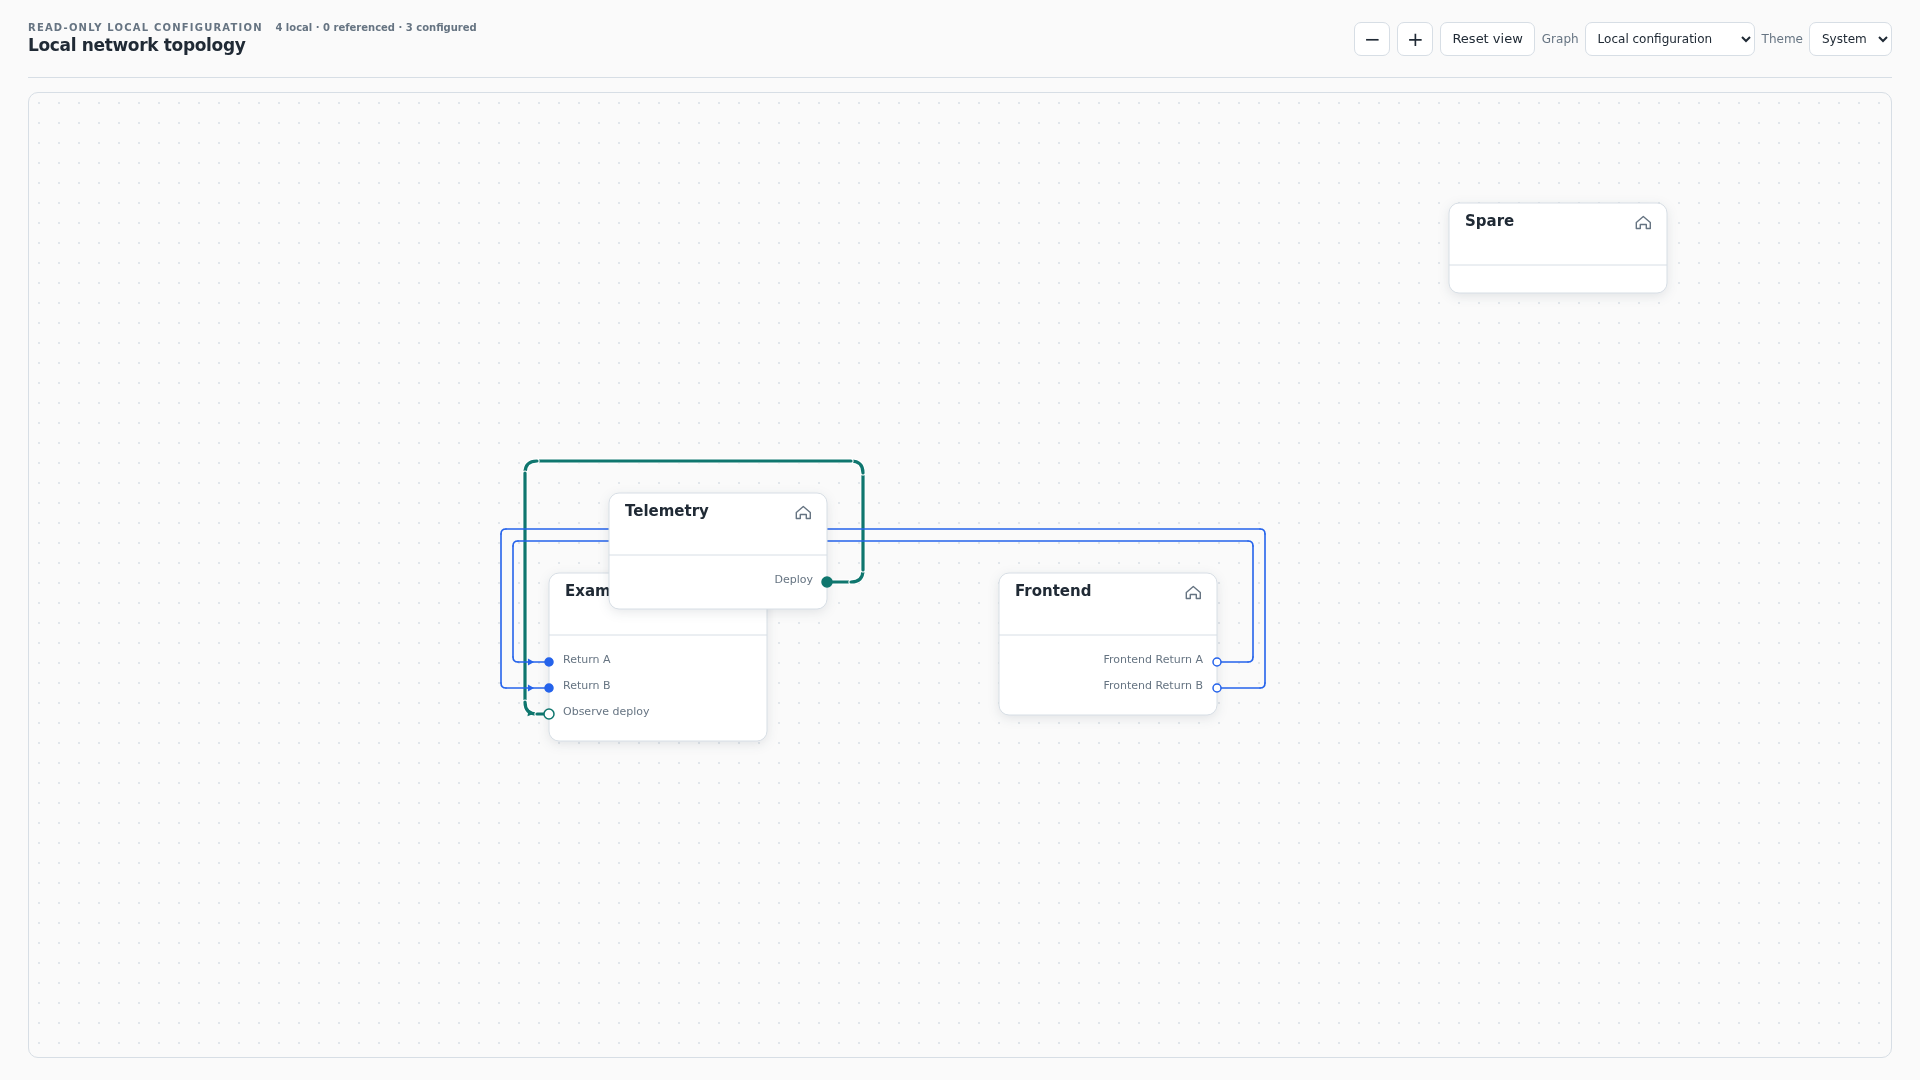 READ-ONLY LOCAL CONFIGURATION 4 local · 0 referenced · 3 configured
Local network topology
− + Reset view Graph Local configuration Theme System
Spare
Telemetry
Deploy
Exam
Return A
Return B
Observe deploy
Frontend
Frontend Return A
Frontend Return B